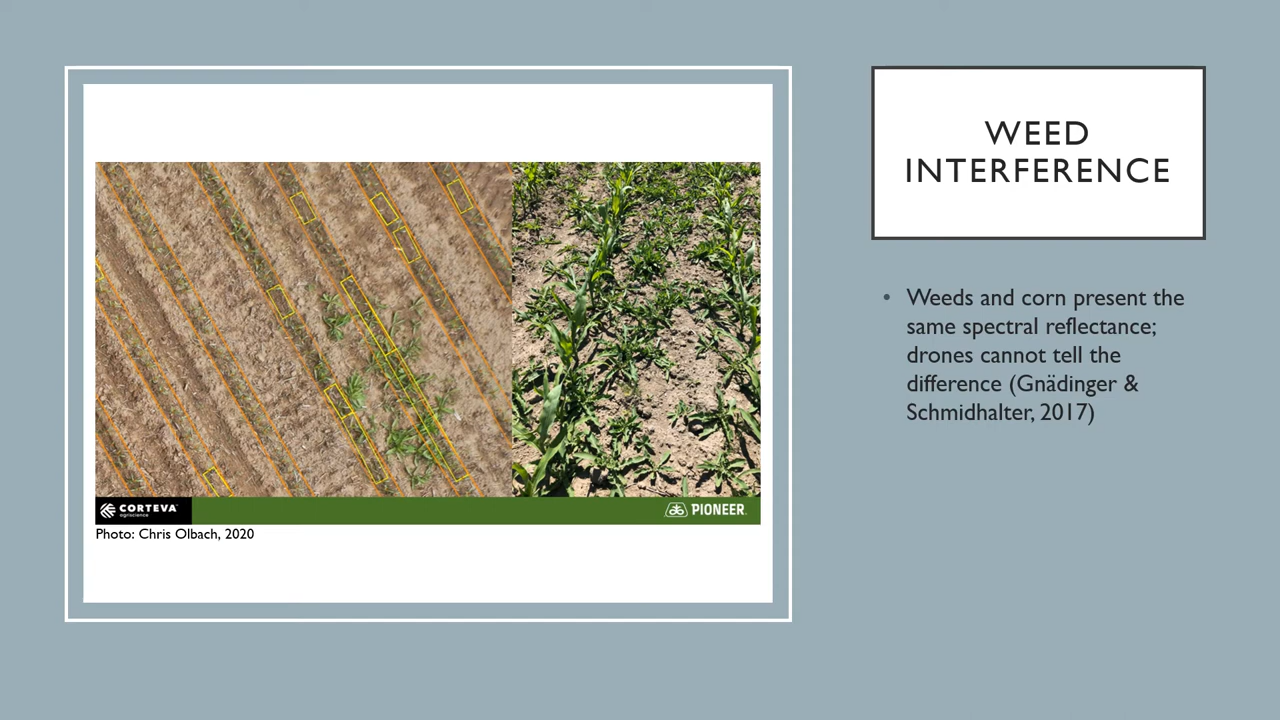 WEED
INTERFERENCE
• Weeds and corn present the
same spectral reflectance;
drones cannot tell the
difference (Gnädinger &
Schmidhalter, 2017)
CORTEVA™
agriscience
PIONEER.
Photo: Chris Olbach, 2020